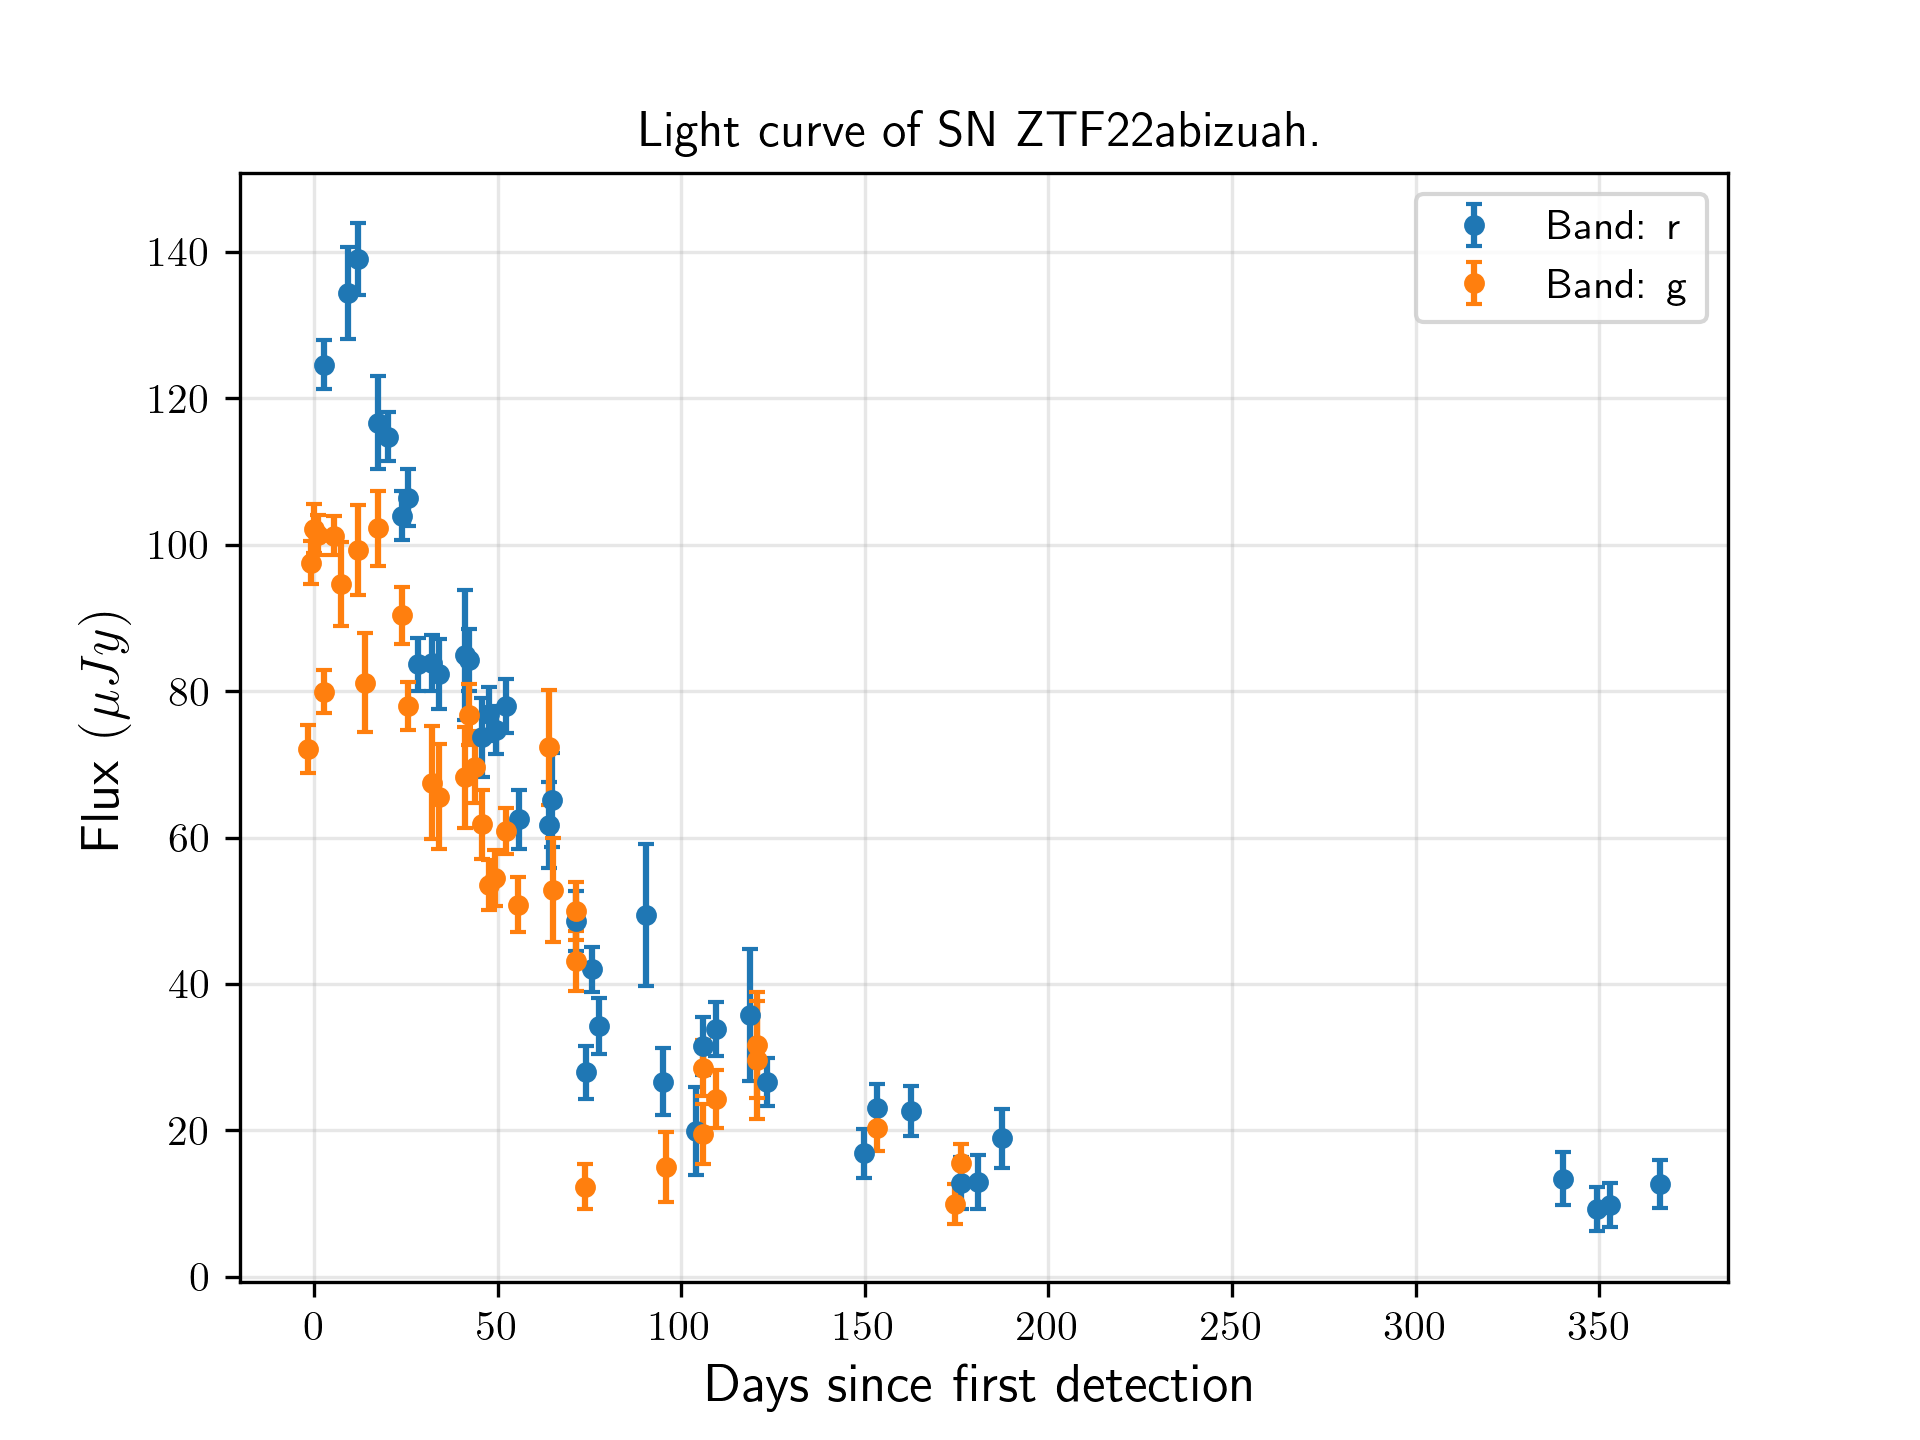 Light curve of SN ZTF22abizuah.
Band: r
Band: g
140
120
100
80
60
40
20
0
Flux (μJy)
0 50 100 150 200 250 300 350
Days since first detection